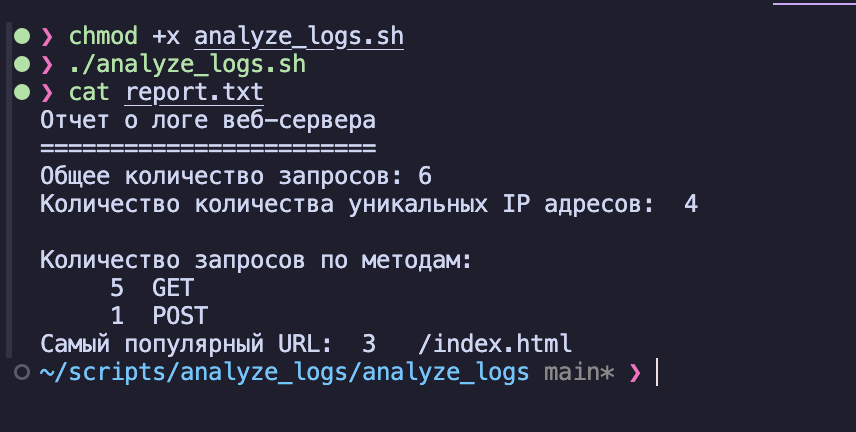 ❯ chmod +x analyze_logs.sh
❯ ./analyze_logs.sh
❯ cat report.txt
Отчет о логе веб-сервера
========================
Общее количество запросов: 6
Количество количества уникальных IP адресов:  4

Количество запросов по методам:
     5  GET
     1  POST
Самый популярный URL:  3   /index.html
~/scripts/analyze_logs/analyze_logs main* ❯